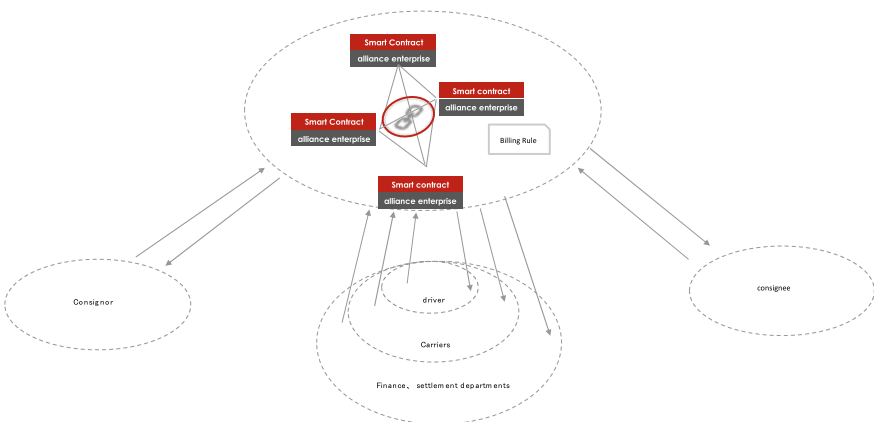 Smart Contract
alliance enterprise
Smart contract
alliance enterprise
Smart Contract
alliance enterprise
Billing Rule
Smart contract
alliance enterprise
Consignor
driver
consignee
Carriers
Finance、 settlement departments